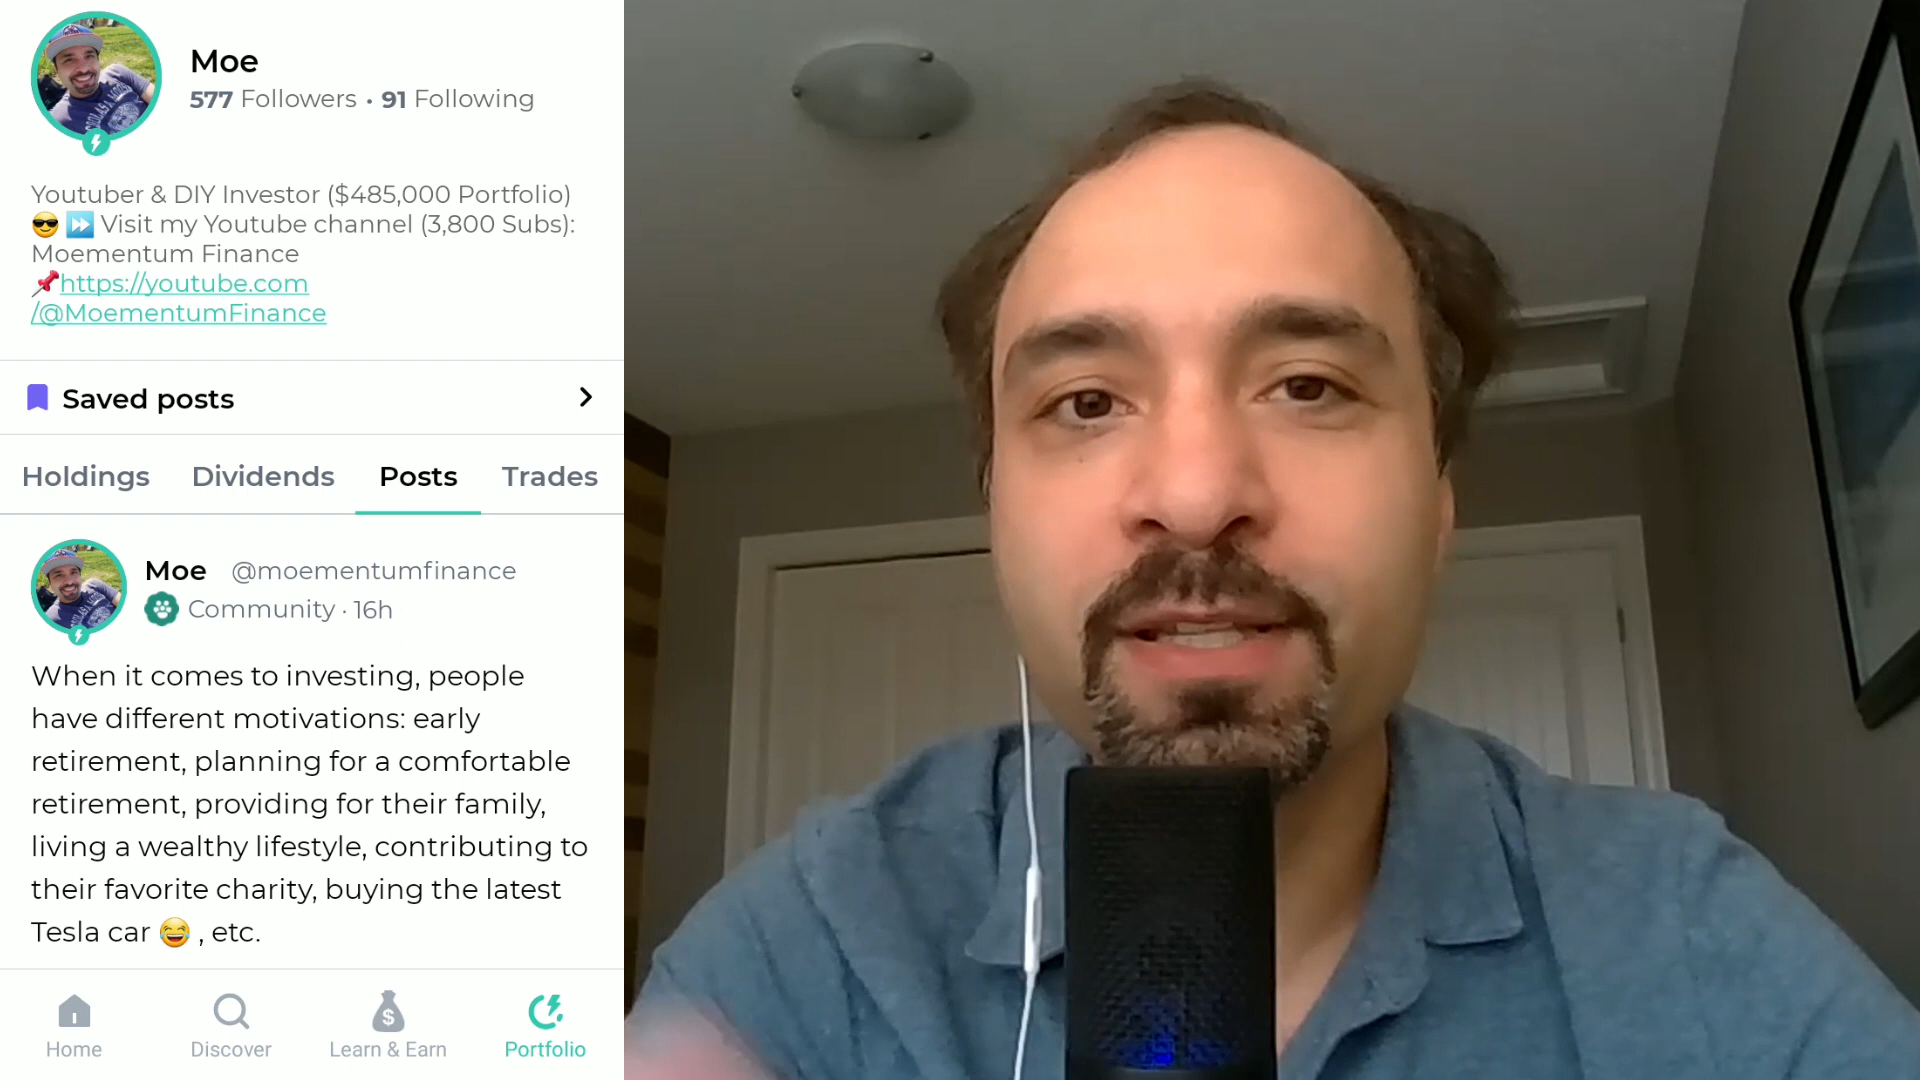 Moe
577 Followers • 91 Following
Youtuber & DIY Investor ($485,000 Portfolio)
😎 ⏩ Visit my Youtube channel (3,800 Subs):
Moementum Finance
📌https://youtube.com
/@MoementumFinance
Saved posts
Holdings Dividends Posts Trades
Moe @moementumfinance
Community · 16h
When it comes to investing, people
have different motivations: early
retirement, planning for a comfortable
retirement, providing for their family,
living a wealthy lifestyle, contributing to
their favorite charity, buying the latest
Tesla car 😂 , etc.
Home Discover Learn & Earn Portfolio